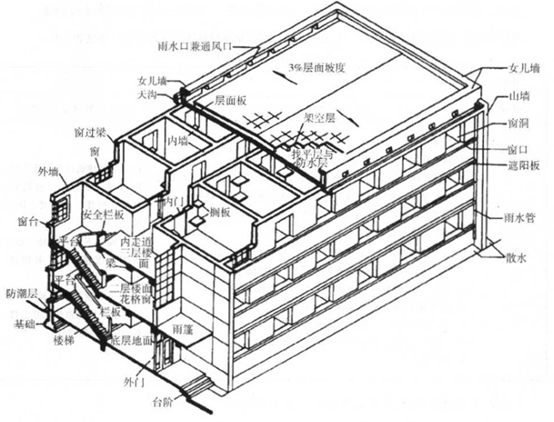 雨水口兼通风口
3%层面坡度
女儿墙
女儿墙
天沟
层面板
山墙
架空层
窗过梁
内墙
窗洞
窗
找平层与
防水层
窗口
外墙
遮阳板
内门
搁板
窗台
安全栏板
雨水管
平台
内走道
三层楼
面
梁
散水
平台
二层楼面
花格窗
防潮层
栏板
雨篷
基础
楼梯
底层地面
外门
台阶